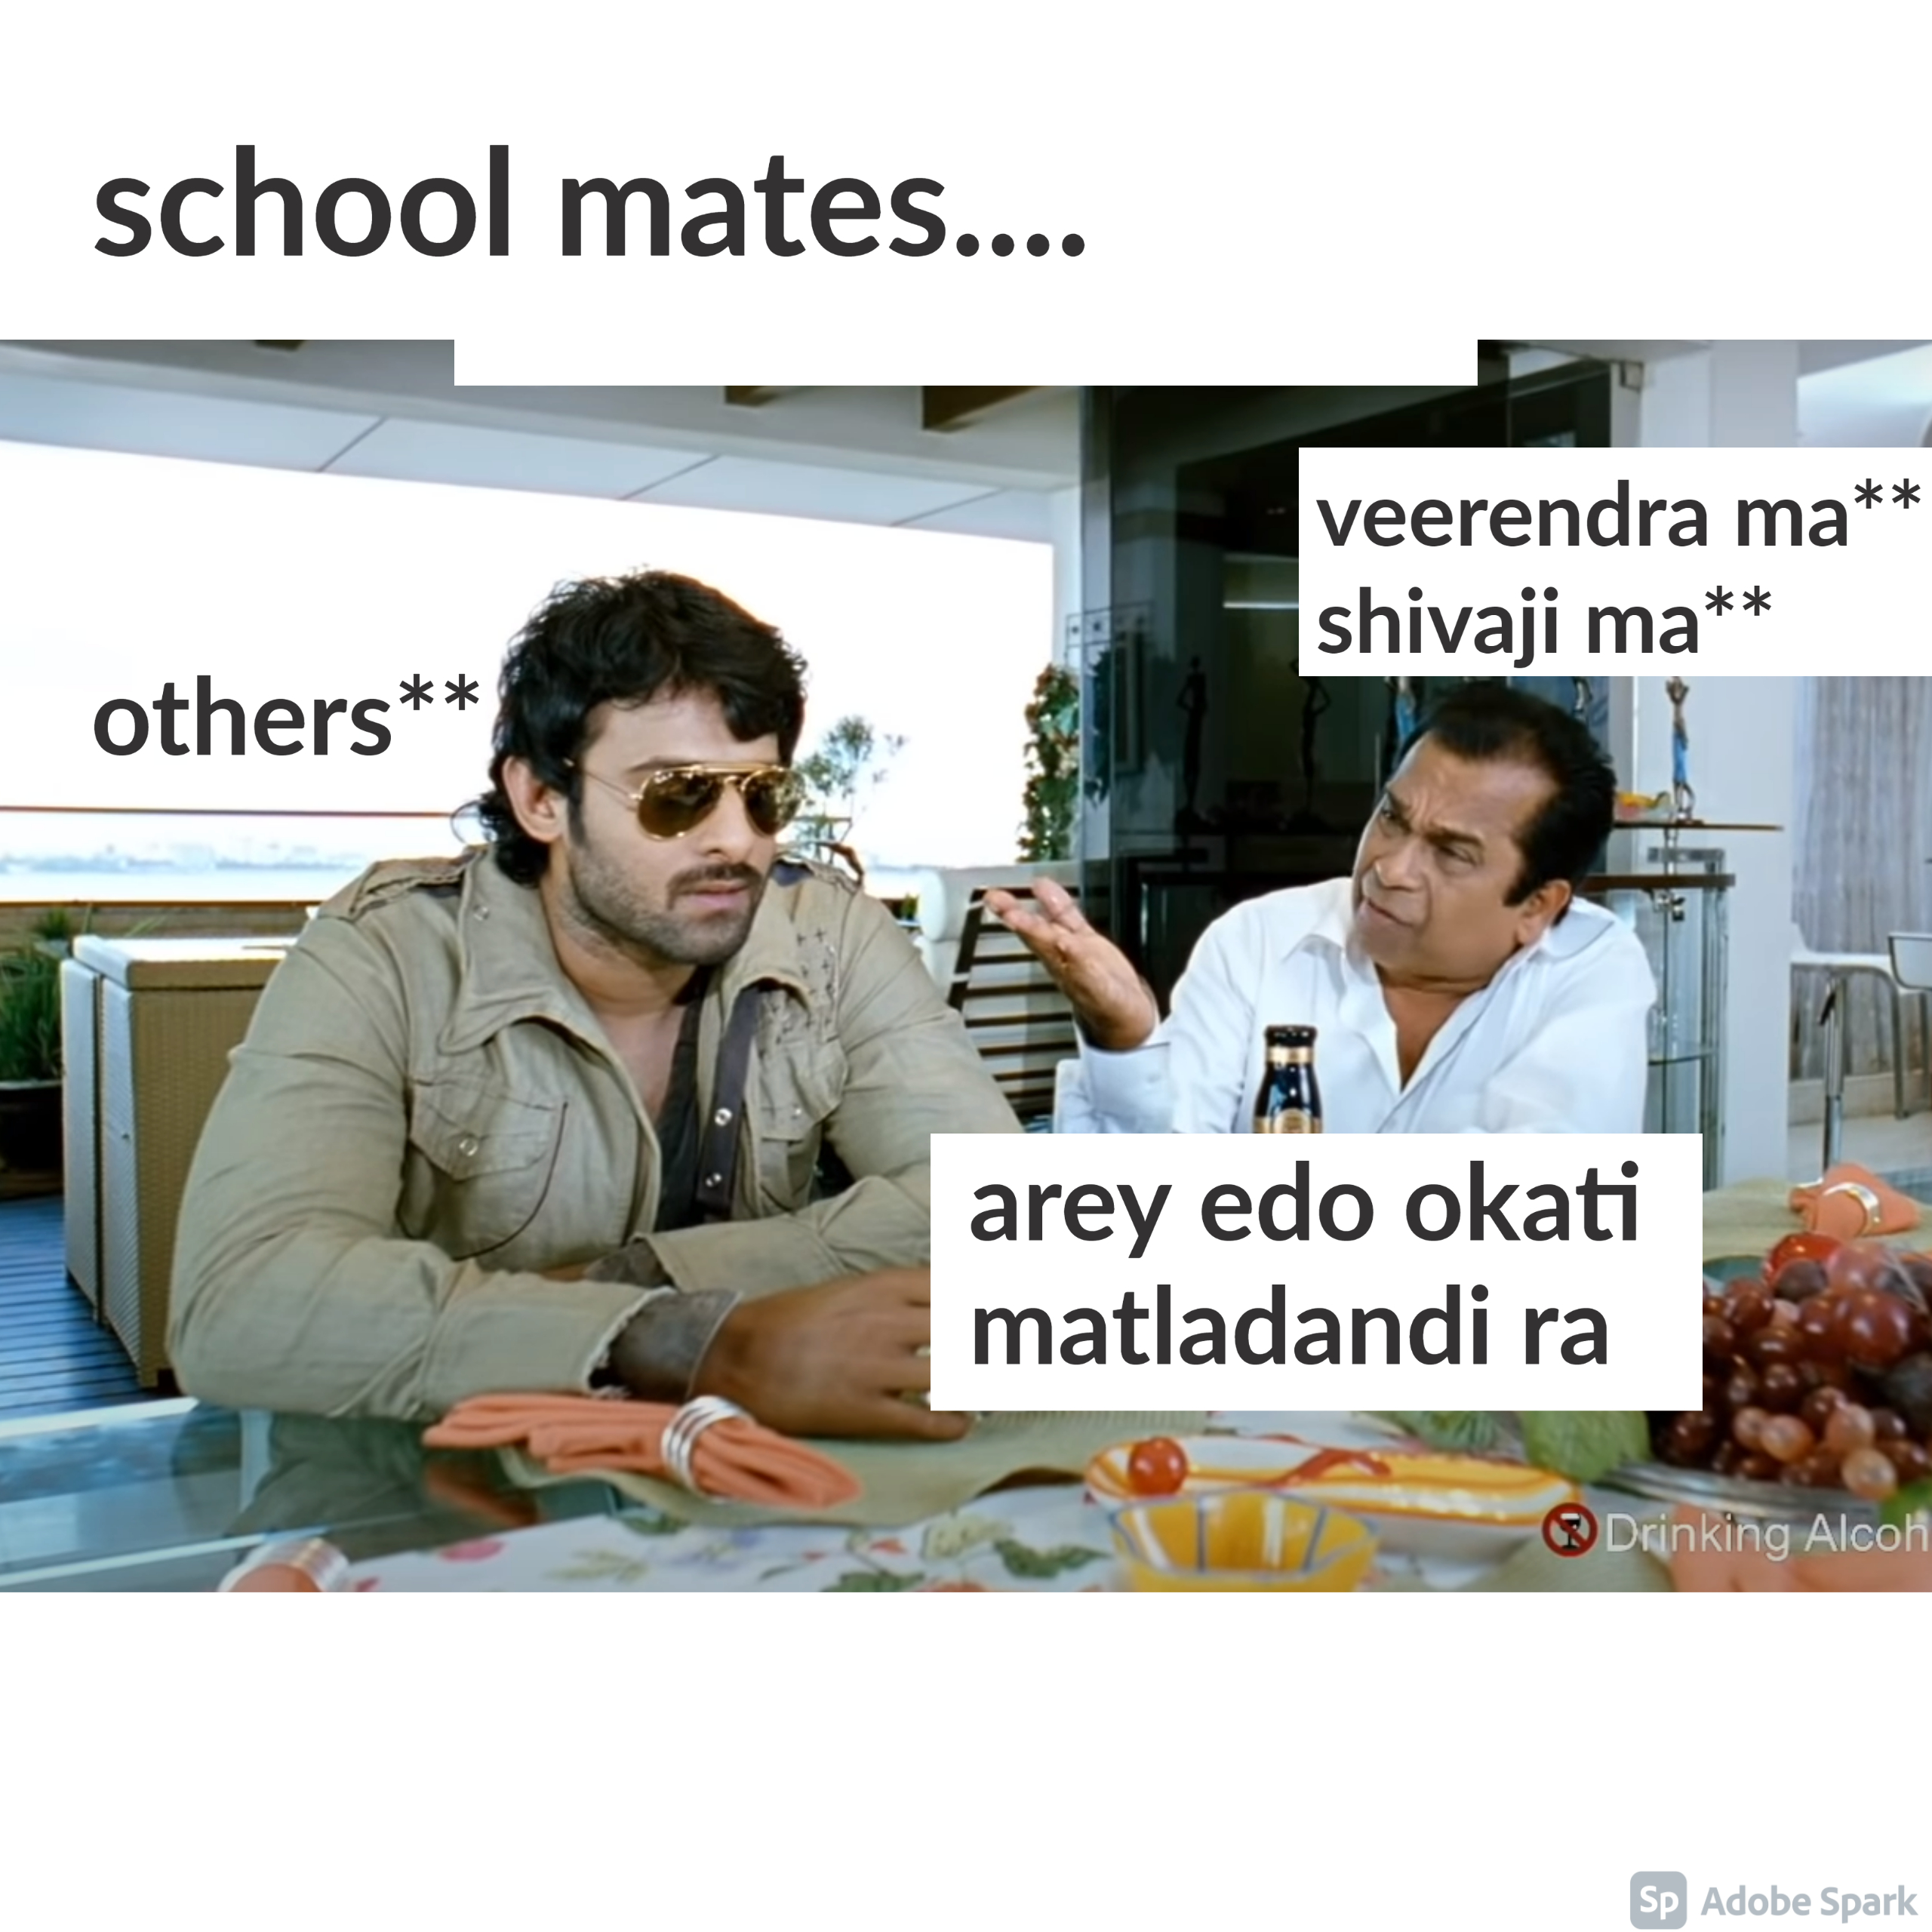 school mates....
veerendra ma**
shivaji ma**
others**
arey edo okati
matladandi ra
Drinking Alcoh
Sp Adobe Spark